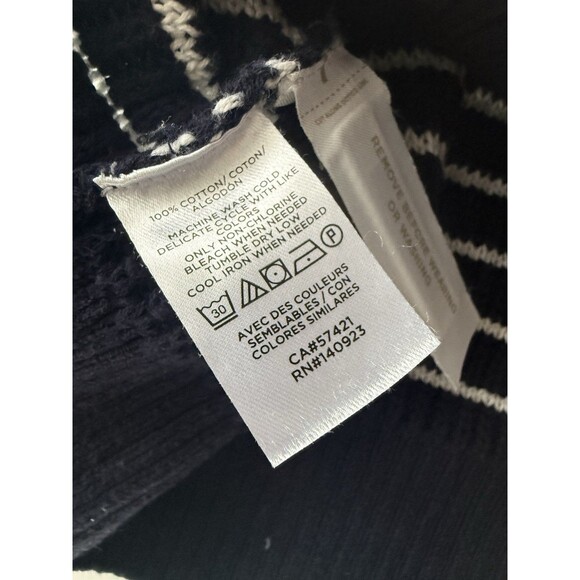 100% COTTON/ COTON/
ALGODÓN
MACHINE WASH COLD
DELICATE CYCLE WITH LIKE
COLORS
ONLY NON-CHLORINE
BLEACH WHEN NEEDED
TUMBLE DRY LOW
COOL IRON WHEN NEEDED
30
P
AVEC DES COULEURS
SEMBLABLES / CON
COLORES SIMILARES
CA#57421
RN#140923
REMOVE BEFORE WEARING
OR WASHING